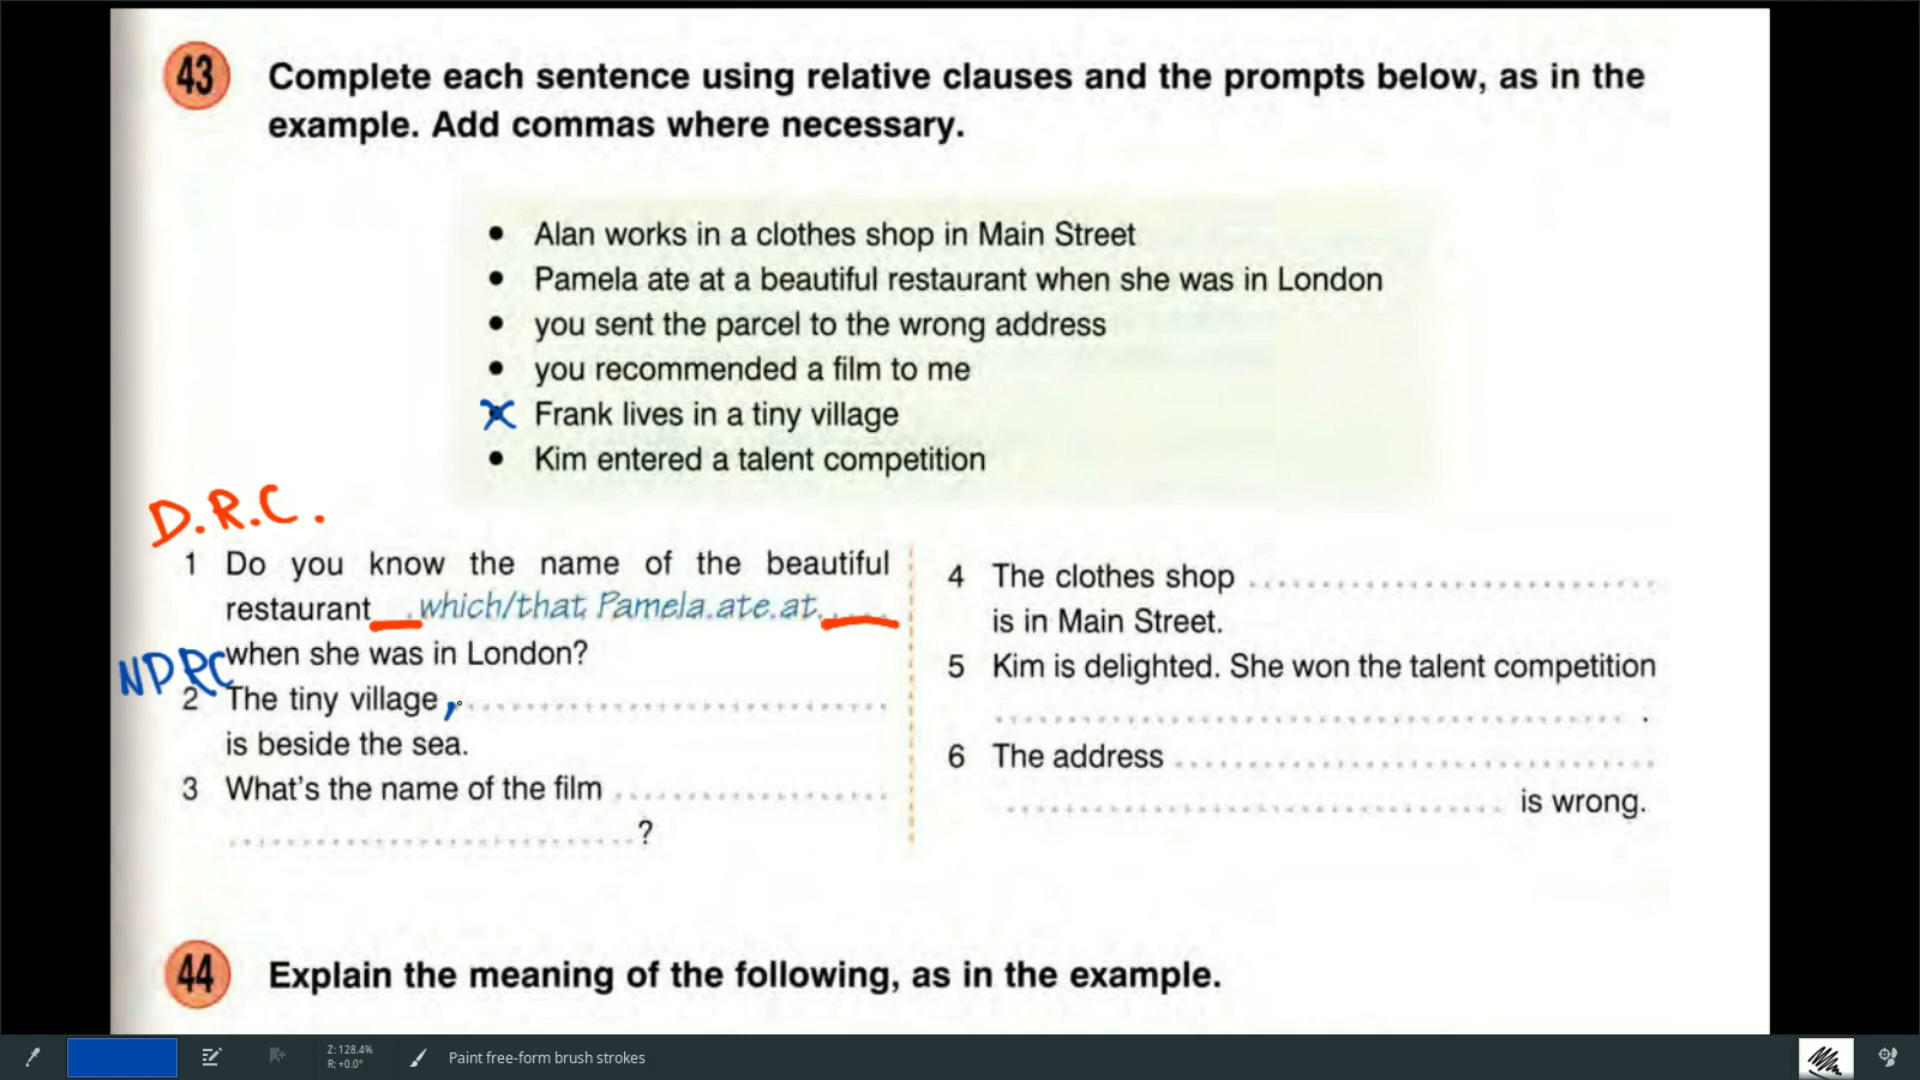 43 Complete each sentence using relative clauses and the prompts below, as in the
example. Add commas where necessary.
• Alan works in a clothes shop in Main Street
• Pamela ate at a beautiful restaurant when she was in London
• you sent the parcel to the wrong address
• you recommended a film to me
Frank lives in a tiny village
• Kim entered a talent competition
D.R.C.
1 Do you know the name of the beautiful
restaurant which/that Pamela ate at
when she was in London?
NDRC
2 The tiny village, ..............................
is beside the sea.
3 What's the name of the film ....................
..............................?
4 The clothes shop ..............................
is in Main Street.
5 Kim is delighted. She won the talent competition
.............................. .
6 The address ..............................
.............................. is wrong.
44 Explain the meaning of the following, as in the example.
Z: 128.4%
R: +0.0°
Paint free-form brush strokes